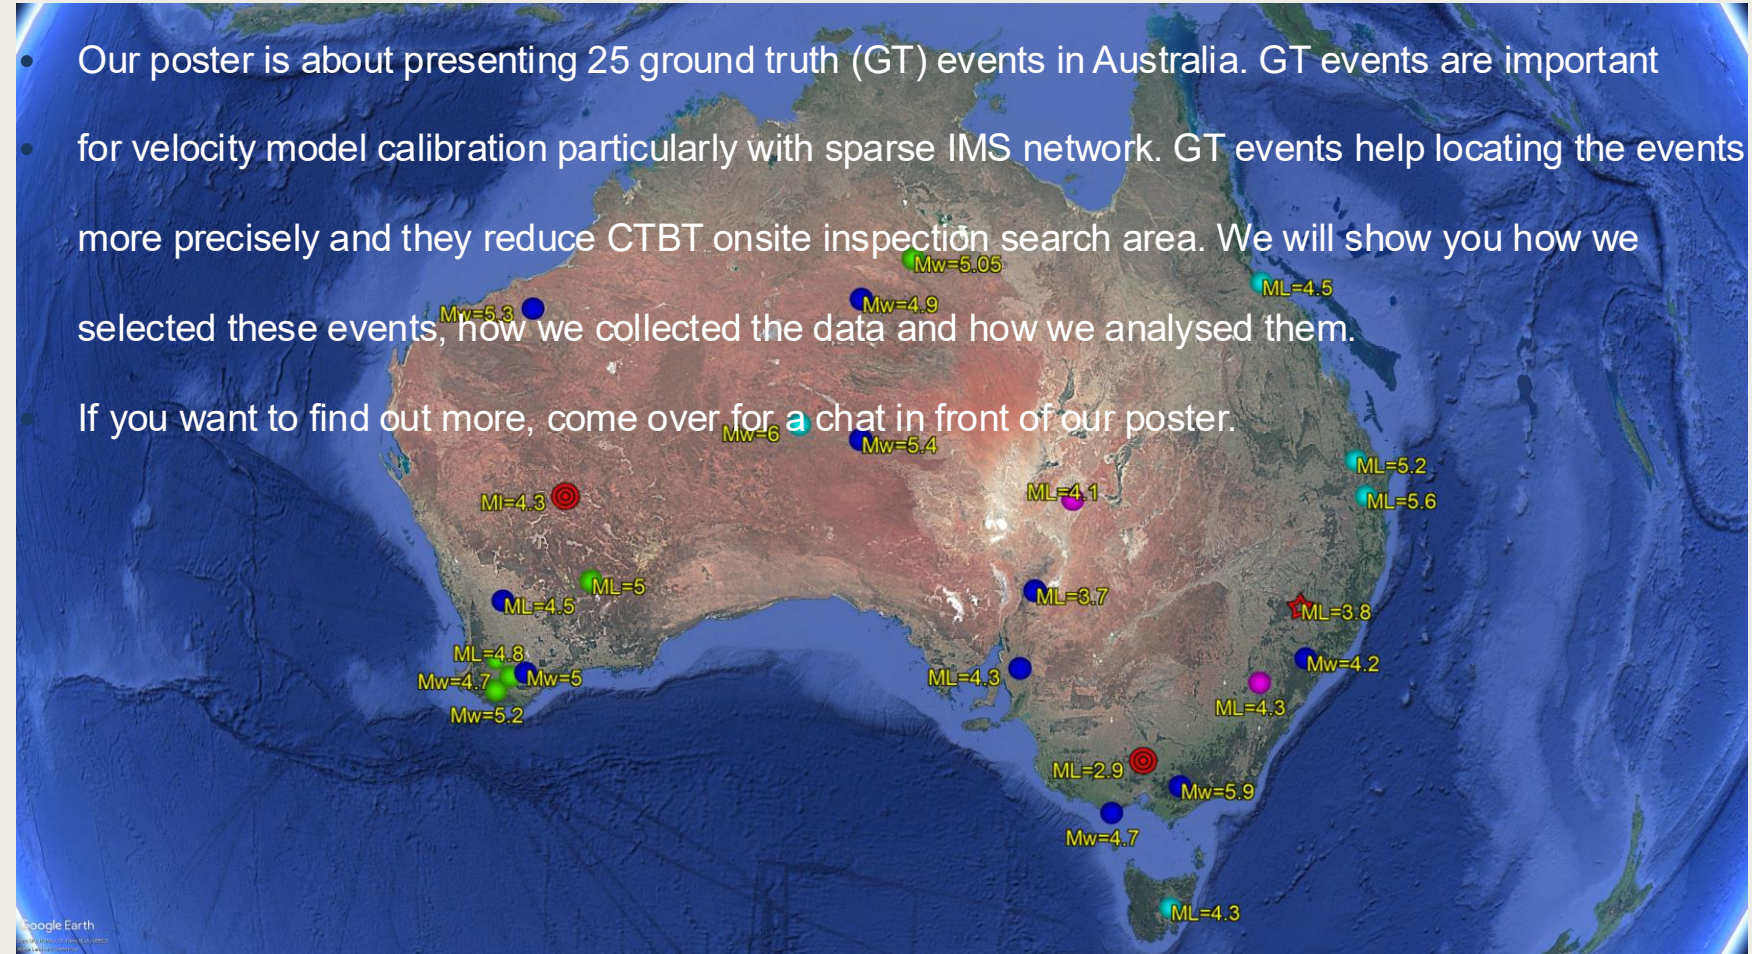 Our poster is about presenting 25 ground truth (GT) events in Australia. GT events are important
for velocity model calibration particularly with sparse IMS network. GT events help locating the events
more precisely and they reduce CTBT onsite inspection search area. We will show you how we
Mw=5.05
ML=4.5
Mw=4.9
Mw=5.3
selected these events, how we collected the data and how we analysed them.
If you want to find out more, come over for a chat in front of our poster.
Mw=6
Mw=5.4
ML=5.2
ML=4.1
Ml=4.3
ML=5.6
ML=5
ML=3.7
ML=4.5
ML=3.8
ML=4.8
Mw=4.2
ML=4.3
Mw=5
Mw=4.7
ML=4.3
Mw=5.2
ML=2.9
Mw=5.9
Mw=4.7
ML=4.3
Google Earth